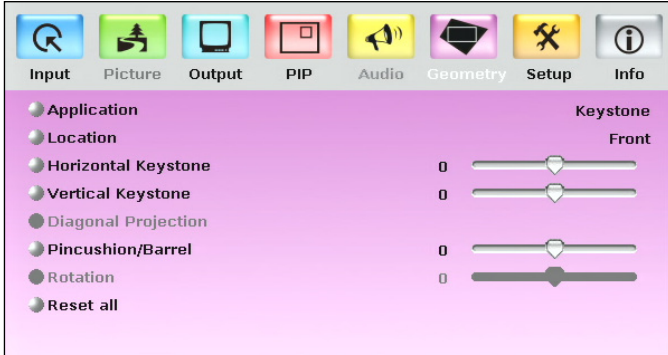 Input Picture Output PIP Audio Geometry Setup Info
Application Keystone
Location Front
Horizontal Keystone 0
Vertical Keystone 0
Diagonal Projection
Pincushion/Barrel 0
Rotation 0
Reset all